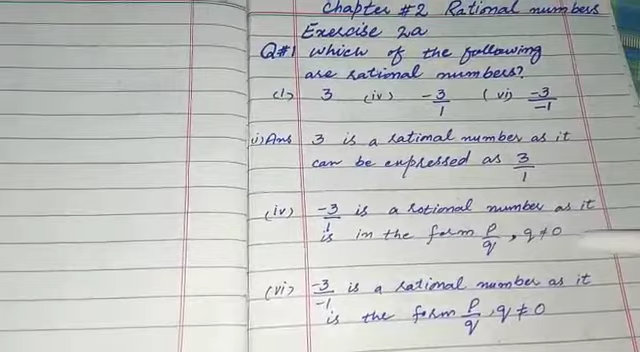 Chapter #2 Rational numbers
Exercise 2a
Q#1 Which of the following
are rational numbers?
(i) 3 (iv) -3/1 (vi) -3/-1
i) Ans 3 is a rational number as it
can be expressed as 3/1
(iv) -3/1 is a rotional number as it
is in the form p/q, q≠0
(vi) -3/-1 is a rational number as it
is the form p/q, q≠0